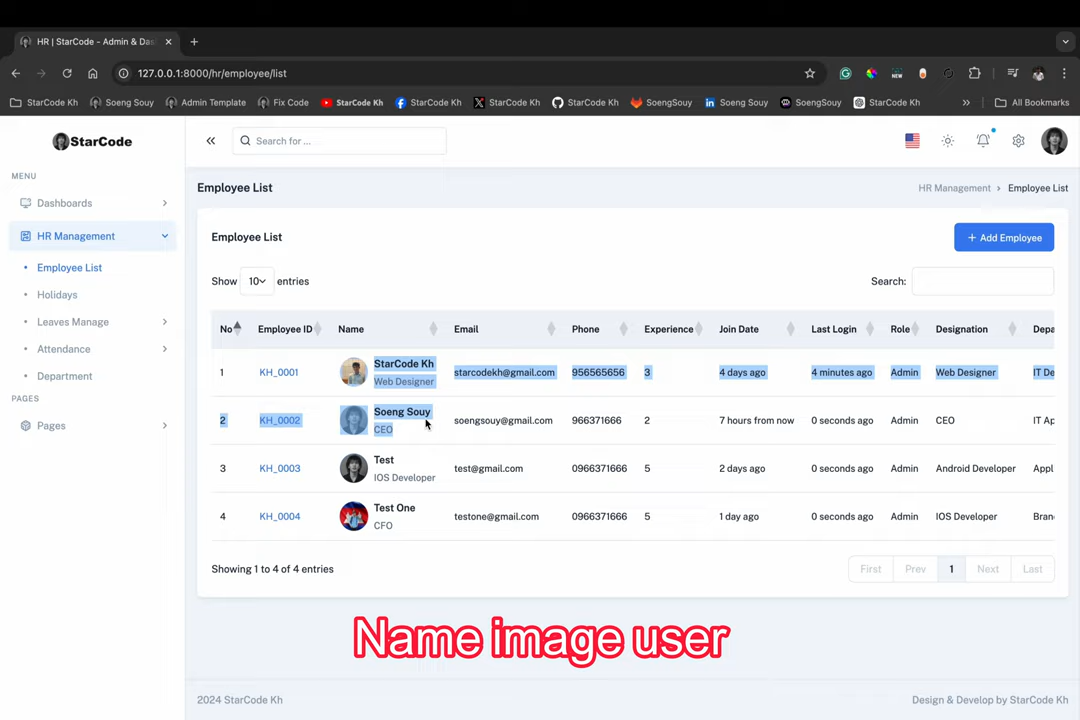 HR | StarCode - Admin & Das
127.0.0.1:8000/hr/employee/list
StarCode Kh Soeng Souy Admin Template Fix Code StarCode Kh StarCode Kh StarCode Kh StarCode Kh SoengSouy Soeng Souy SoengSouy StarCode Kh » All Bookmarks
StarCode
Search for ...
MENU
Dashboards
HR Management
Employee List
Holidays
Leaves Manage
Attendance
Department
PAGES
Pages
Employee List
HR Management > Employee List
Employee List
+ Add Employee
Show 10 entries
Search:
No Employee ID Name Email Phone Experience Join Date Last Login Role Designation Depa
1 KH_0001 StarCode Kh starcodekh@gmail.com 956565656 3 4 days ago 4 minutes ago Admin Web Designer IT De
Web Designer
2 KH_0002 Soeng Souy soengsouy@gmail.com 966371666 2 7 hours from now 0 seconds ago Admin CEO IT Ap
CEO
3 KH_0003 Test test@gmail.com 0966371666 5 2 days ago 0 seconds ago Admin Android Developer Appl
IOS Developer
4 KH_0004 Test One testone@gmail.com 0966371666 5 1 day ago 0 seconds ago Admin IOS Developer Bran
CFO
Showing 1 to 4 of 4 entries
First Prev 1 Next Last
Name image user
2024 StarCode Kh
Design & Develop by StarCode Kh